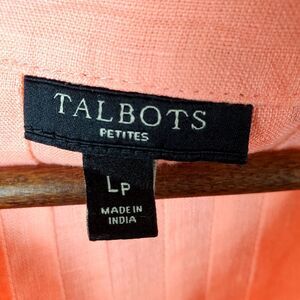 TALBOTS
PETITES
LP
MADE IN
INDIA